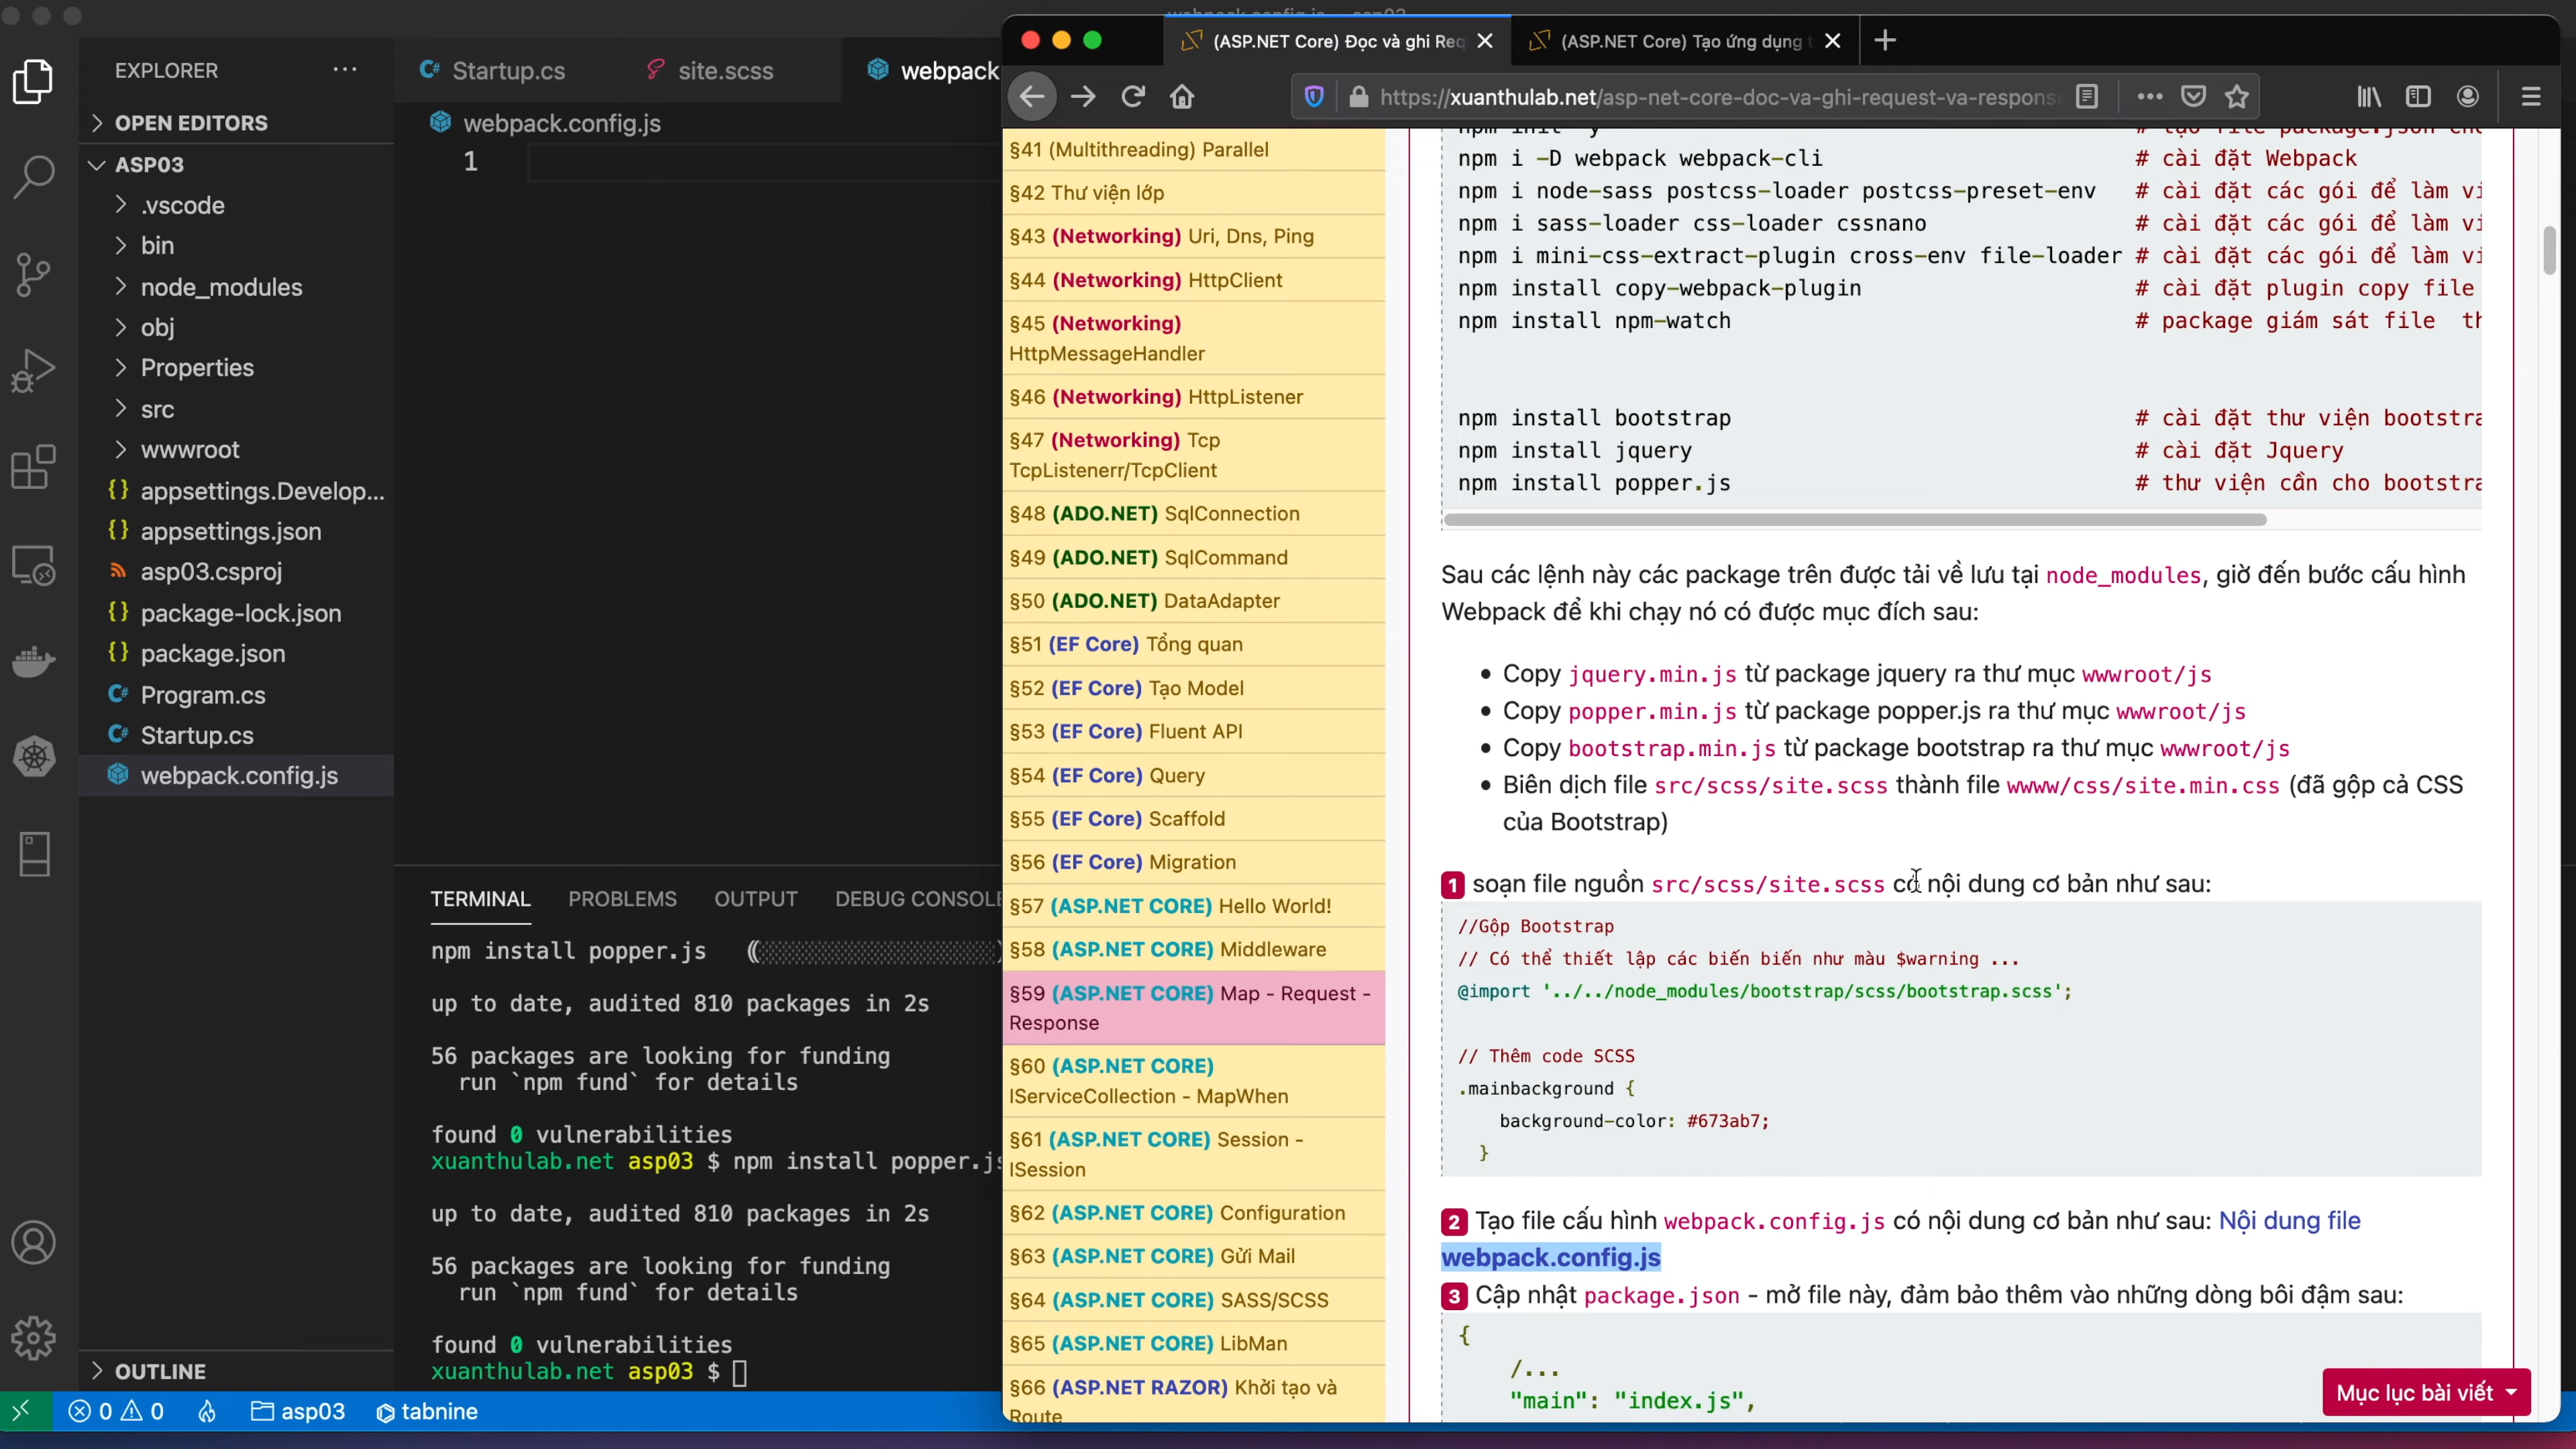 EXPLORER
OPEN EDITORS
ASP03
.vscode
bin
node_modules
obj
Properties
src
wwwroot
{} appsettings.Develop...
{} appsettings.json
asp03.csproj
{} package-lock.json
{} package.json
C# Program.cs
C# Startup.cs
webpack.config.js
OUTLINE
C# Startup.cs
site.scss
webpack
webpack.config.js
1
TERMINAL PROBLEMS OUTPUT DEBUG CONSOLE
npm install popper.js
up to date, audited 810 packages in 2s
56 packages are looking for funding
run `npm fund` for details
found 0 vulnerabilities
xuanthulab.net asp03 $ npm install popper.js
up to date, audited 810 packages in 2s
56 packages are looking for funding
run `npm fund` for details
found 0 vulnerabilities
xuanthulab.net asp03 $
0 0 asp03 tabnine
(ASP.NET Core) Đọc và ghi Req
(ASP.NET Core) Tạo ứng dụng
https://xuanthulab.net/asp-net-core-doc-va-ghi-request-va-response
§41 (Multithreading) Parallel
§42 Thư viện lớp
§43 (Networking) Uri, Dns, Ping
§44 (Networking) HttpClient
§45 (Networking)
HttpMessageHandler
§46 (Networking) HttpListener
§47 (Networking) Tcp
TcpListenerr/TcpClient
§48 (ADO.NET) SqlConnection
§49 (ADO.NET) SqlCommand
§50 (ADO.NET) DataAdapter
§51 (EF Core) Tổng quan
§52 (EF Core) Tạo Model
§53 (EF Core) Fluent API
§54 (EF Core) Query
§55 (EF Core) Scaffold
§56 (EF Core) Migration
§57 (ASP.NET CORE) Hello World!
§58 (ASP.NET CORE) Middleware
§59 (ASP.NET CORE) Map - Request -
Response
§60 (ASP.NET CORE)
IServiceCollection - MapWhen
§61 (ASP.NET CORE) Session -
ISession
§62 (ASP.NET CORE) Configuration
§63 (ASP.NET CORE) Gửi Mail
§64 (ASP.NET CORE) SASS/SCSS
§65 (ASP.NET CORE) LibMan
§66 (ASP.NET RAZOR) Khởi tạo và
Route
npm i -D webpack webpack-cli # cài đặt Webpack
npm i node-sass postcss-loader postcss-preset-env # cài đặt các gói để làm vi
npm i sass-loader css-loader cssnano # cài đặt các gói để làm vi
npm i mini-css-extract-plugin cross-env file-loader # cài đặt các gói để làm vi
npm install copy-webpack-plugin # cài đặt plugin copy file
npm install npm-watch # package giám sát file th
npm install bootstrap # cài đặt thư viện bootstra
npm install jquery # cài đặt Jquery
npm install popper.js # thư viện cần cho bootstra
Sau các lệnh này các package trên được tải về lưu tại node_modules, giờ đến bước cấu hình
Webpack để khi chạy nó có được mục đích sau:
• Copy jquery.min.js từ package jquery ra thư mục wwwroot/js
• Copy popper.min.js từ package popper.js ra thư mục wwwroot/js
• Copy bootstrap.min.js từ package bootstrap ra thư mục wwwroot/js
• Biên dịch file src/scss/site.scss thành file wwww/css/site.min.css (đã gộp cả CSS
của Bootstrap)
1 soạn file nguồn src/scss/site.scss có nội dung cơ bản như sau:
//Gộp Bootstrap
// Có thể thiết lập các biến biến như màu $warning ...
@import '../../node_modules/bootstrap/scss/bootstrap.scss';
// Thêm code SCSS
.mainbackground {
background-color: #673ab7;
}
2 Tạo file cấu hình webpack.config.js có nội dung cơ bản như sau: Nội dung file
webpack.config.js
3 Cập nhật package.json - mở file này, đảm bảo thêm vào những dòng bôi đậm sau:
{
/...
"main": "index.js",
Mục lục bài viết